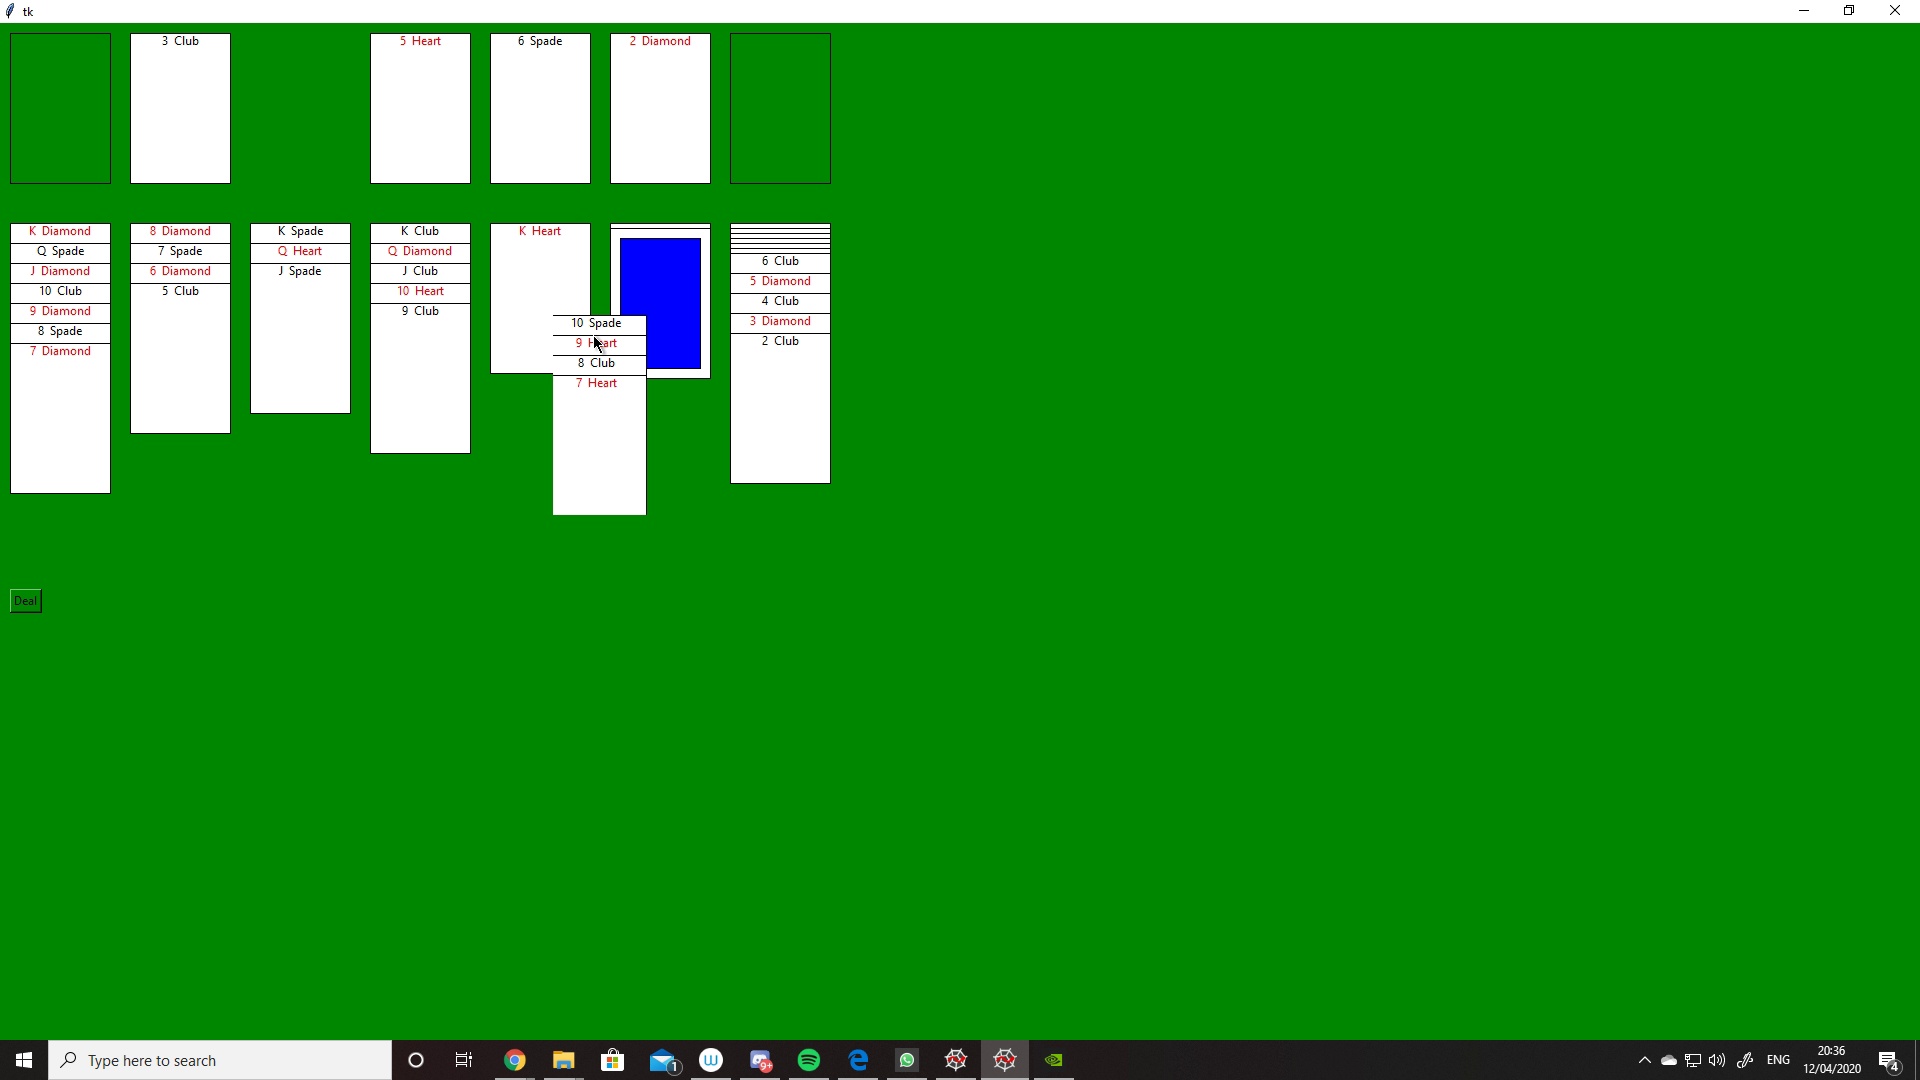 tk
3 Club
5 Heart
6 Spade
2 Diamond
K Diamond
Q Spade
J Diamond
10 Club
9 Diamond
8 Spade
7 Diamond
8 Diamond
7 Spade
6 Diamond
5 Club
K Spade
Q Heart
J Spade
K Club
Q Diamond
J Club
10 Heart
9 Club
K Heart
10 Spade
9 Heart
8 Club
7 Heart
6 Club
5 Diamond
4 Club
3 Diamond
2 Club
Deal
Type here to search
1
W
9+
ENG
20:36
12/04/2020
4